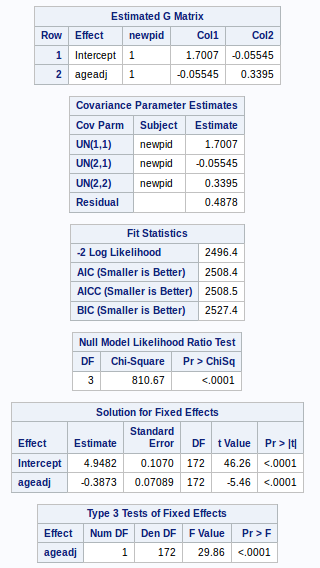 Estimated G Matrix
Row Effect newpid Col1 Col2
1 Intercept 1 1.7007 -0.05545
2 ageadj 1 -0.05545 0.3395
Covariance Parameter Estimates
Cov Parm Subject Estimate
UN(1,1) newpid 1.7007
UN(2,1) newpid -0.05545
UN(2,2) newpid 0.3395
Residual 0.4878
Fit Statistics
-2 Log Likelihood 2496.4
AIC (Smaller is Better) 2508.4
AICC (Smaller is Better) 2508.5
BIC (Smaller is Better) 2527.4
Null Model Likelihood Ratio Test
DF Chi-Square Pr > ChiSq
3 810.67 <.0001
Solution for Fixed Effects
Effect Estimate Standard Error DF t Value Pr > |t|
Intercept 4.9482 0.1070 172 46.26 <.0001
ageadj -0.3873 0.07089 172 -5.46 <.0001
Type 3 Tests of Fixed Effects
Effect Num DF Den DF F Value Pr > F
ageadj 1 172 29.86 <.0001